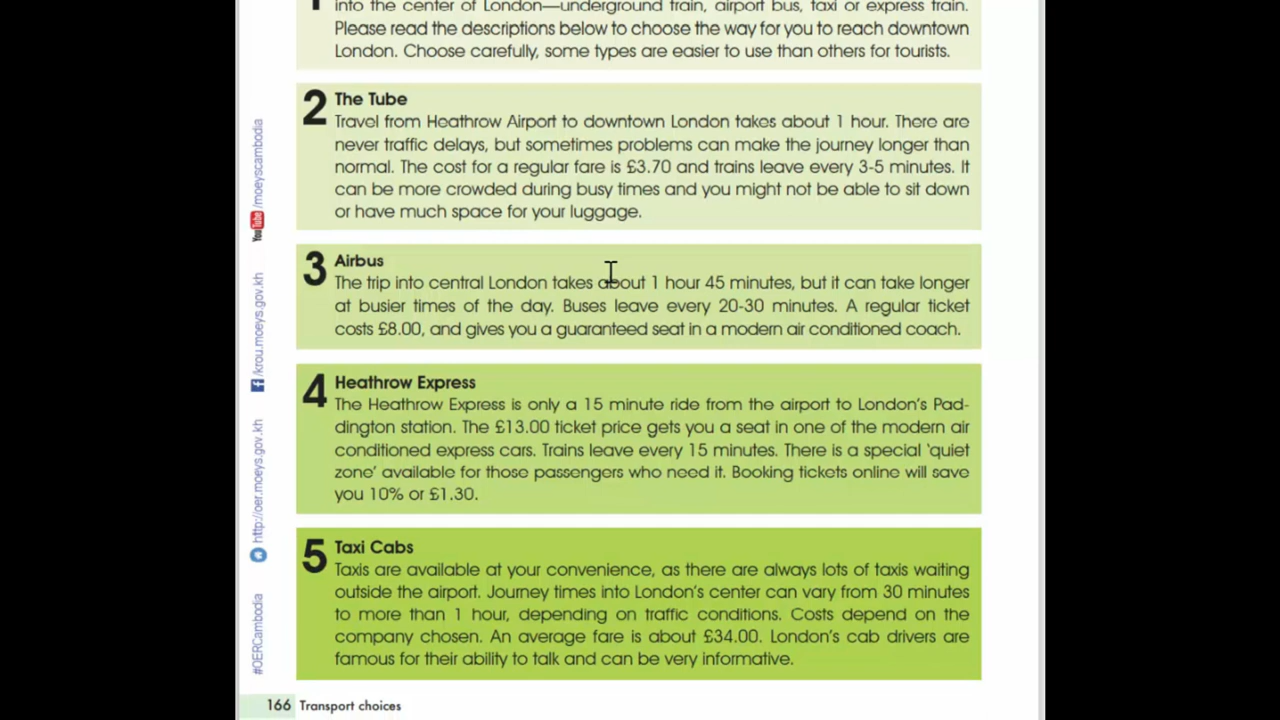 1
into the center of London—underground train, airport bus, taxi or express train.
Please read the descriptions below to choose the way for you to reach downtown
London. Choose carefully, some types are easier to use than others for tourists.
2 The Tube
Travel from Heathrow Airport to downtown London takes about 1 hour. There are
never traffic delays, but sometimes problems can make the journey longer than
normal. The cost for a regular fare is £3.70 and trains leave every 3-5 minutes. It
can be more crowded during busy times and you might not be able to sit down
or have much space for your luggage.
3 Airbus
The trip into central London takes about 1 hour 45 minutes, but it can take longer
at busier times of the day. Buses leave every 20-30 minutes. A regular ticket
costs £8.00, and gives you a guaranteed seat in a modern air conditioned coach.
4 Heathrow Express
The Heathrow Express is only a 15 minute ride from the airport to London's Pad-
dington station. The £13.00 ticket price gets you a seat in one of the modern air
conditioned express cars. Trains leave every 15 minutes. There is a special 'quiet
zone' available for those passengers who need it. Booking tickets online will save
you 10% or £1.30.
5 Taxi Cabs
Taxis are available at your convenience, as there are always lots of taxis waiting
outside the airport. Journey times into London's center can vary from 30 minutes
to more than 1 hour, depending on traffic conditions. Costs depend on the
company chosen. An average fare is about £34.00. London's cab drivers are
famous for their ability to talk and can be very informative.
166 Transport choices
#OERCambodia
http://oer.moeys.gov.kh
f /krou.moeys.gov.kh
YouTube /moeyscambodia